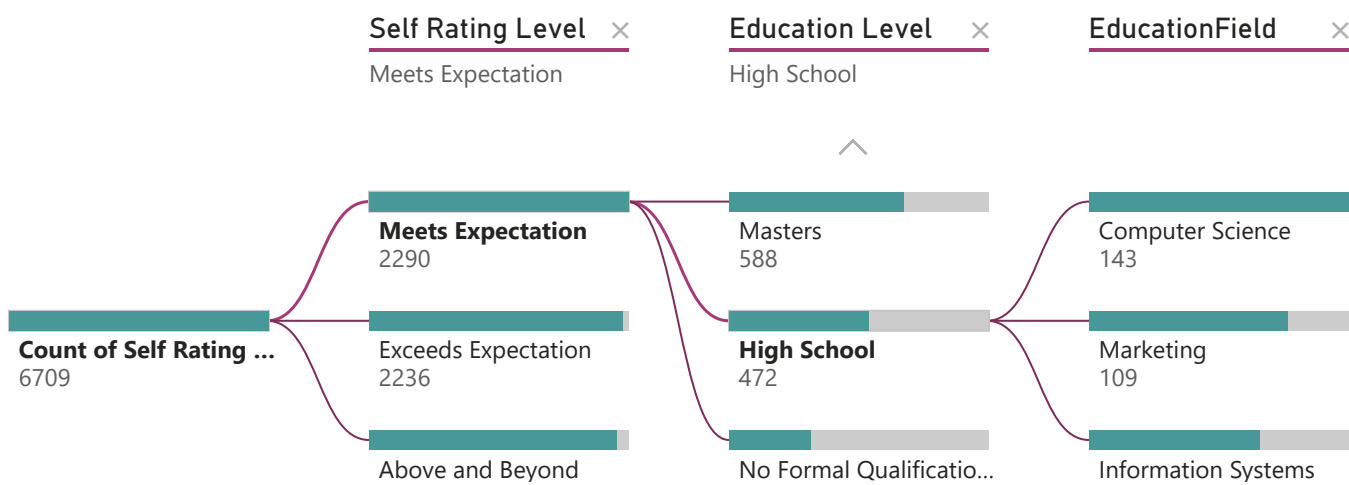 Self Rating Level
Meets Expectation
Education Level
High School
EducationField
Meets Expectation
2290
Masters
588
Computer Science
143
Count of Self Rating ...
6709
Exceeds Expectation
2236
High School
472
Marketing
109
Above and Beyond
No Formal Qualificatio...
Information Systems